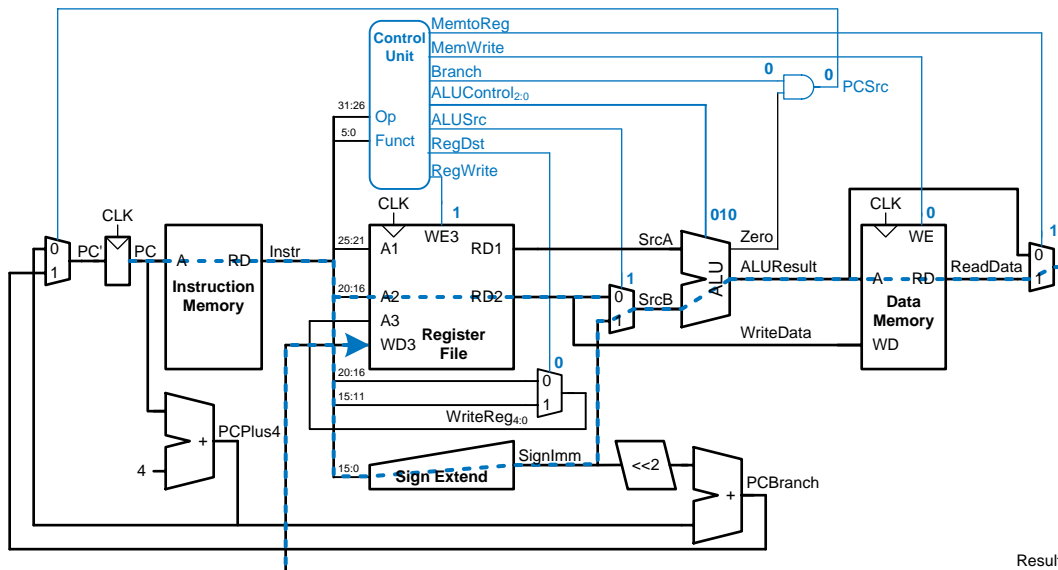 MemtoReg
Control
Unit
MemWrite
Branch
0
0
PCSrc
ALUControl2:0
31:26
Op
ALUSrc
5:0
Funct
RegDst
RegWrite
CLK
CLK
CLK
1
010
0
1
0
1
PC'
PC
A
RD
Instr
25:21
A1
WE3
RD1
SrcA
Zero
WE
0
1
Instruction
Memory
20:16
A2
RD2
1
0
1
SrcB
ALU
ALUResult
A
RD
ReadData
A3
Register
File
WD3
Data
Memory
WriteData
WD
0
20:16
0
15:11
1
WriteReg4:0
PCPlus4
+
4
SignImm
15:0
Sign Extend
<<2
+
PCBranch
Resul